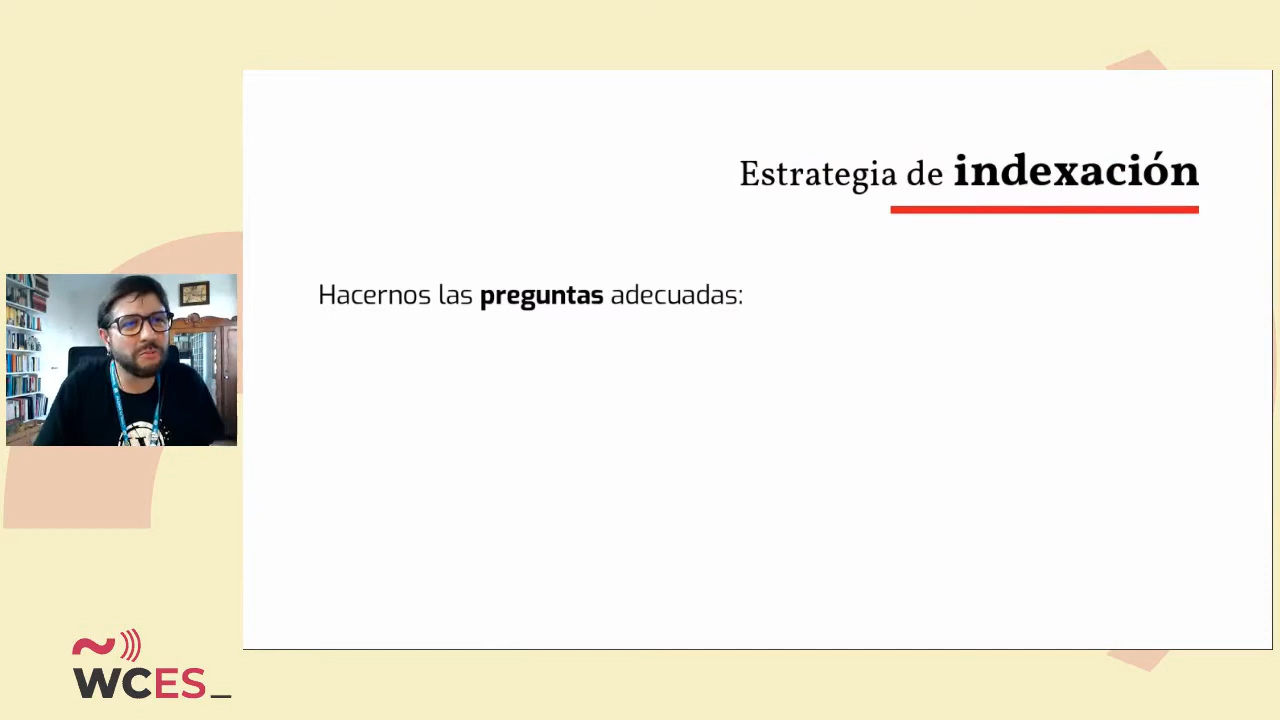 Estrategia de indexación
Hacernos las preguntas adecuadas:
WCES_